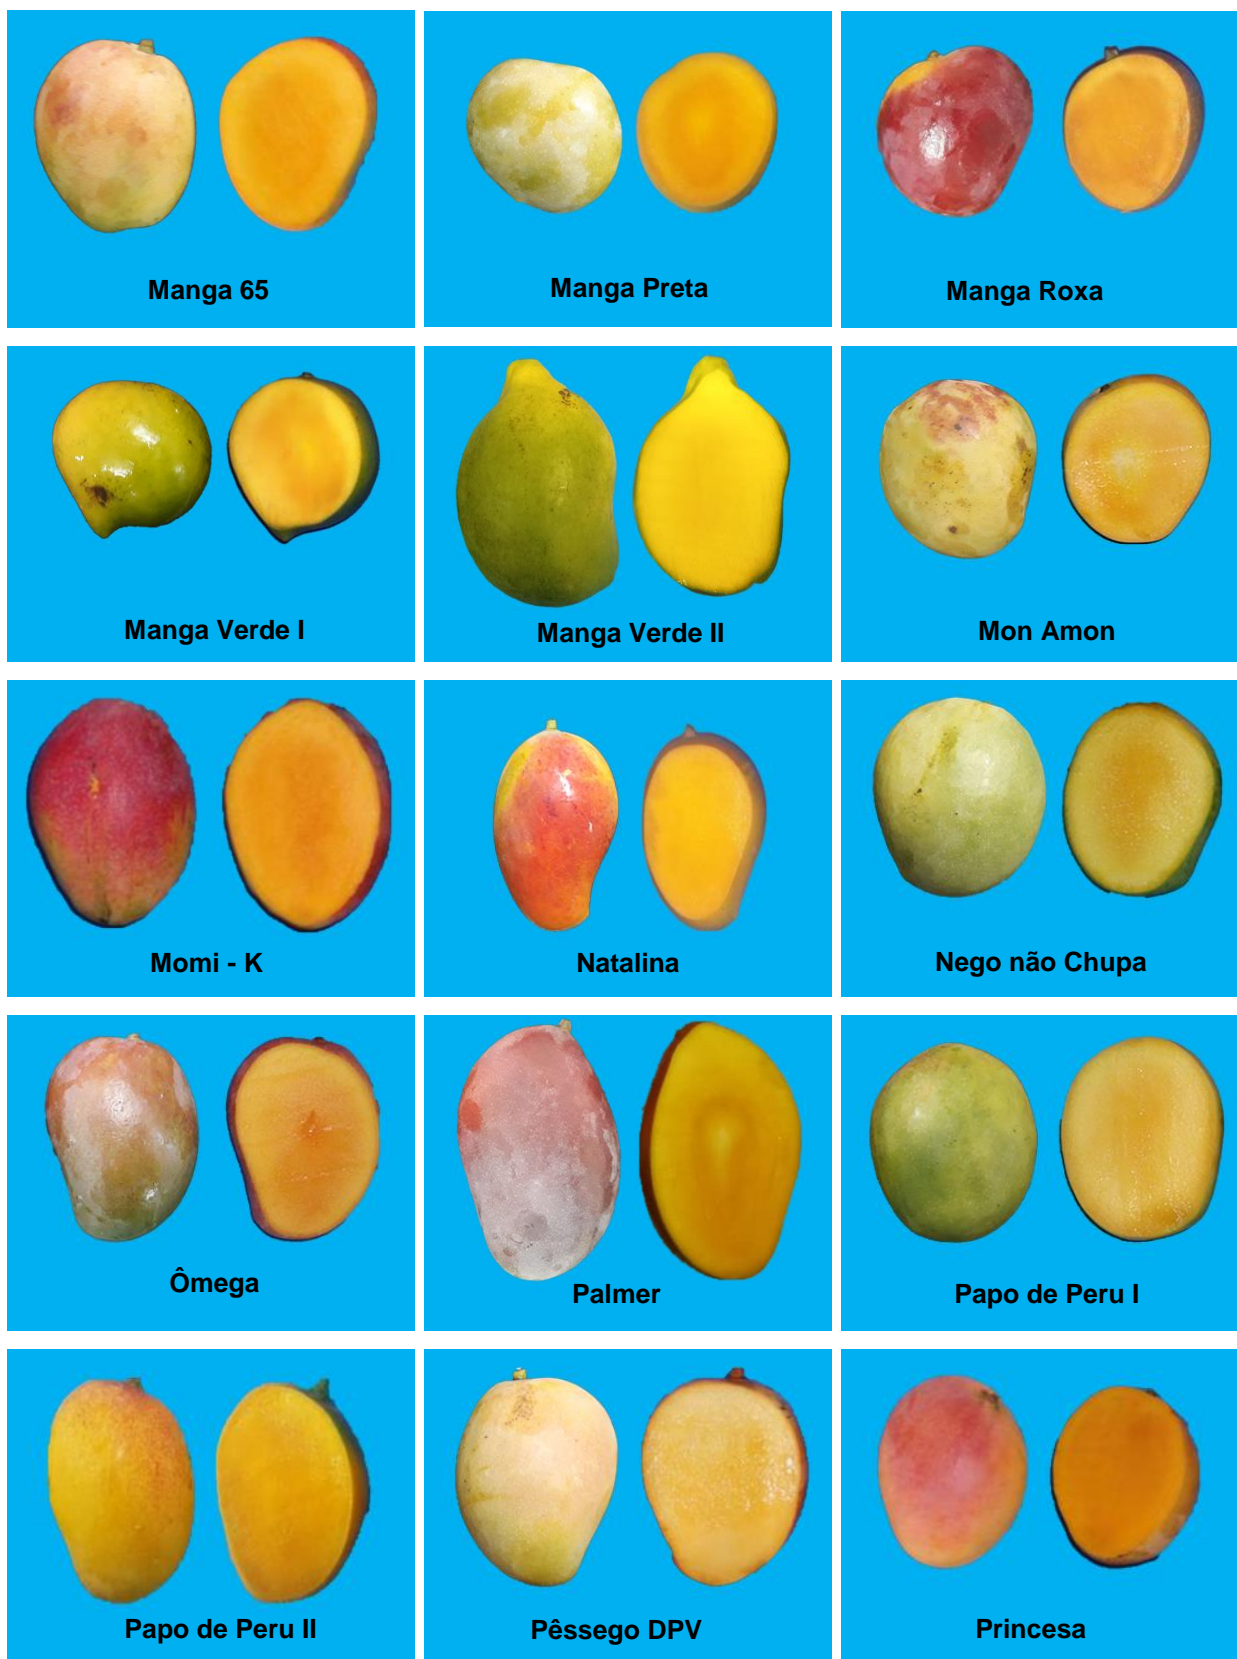 Manga 65
Manga Preta
Manga Roxa
Manga Verde I
Manga Verde II
Mon Amon
Momi - K
Natalina
Nego não Chupa
Ômega
Palmer
Papo de Peru I
Papo de Peru II
Pêssego DPV
Princesa